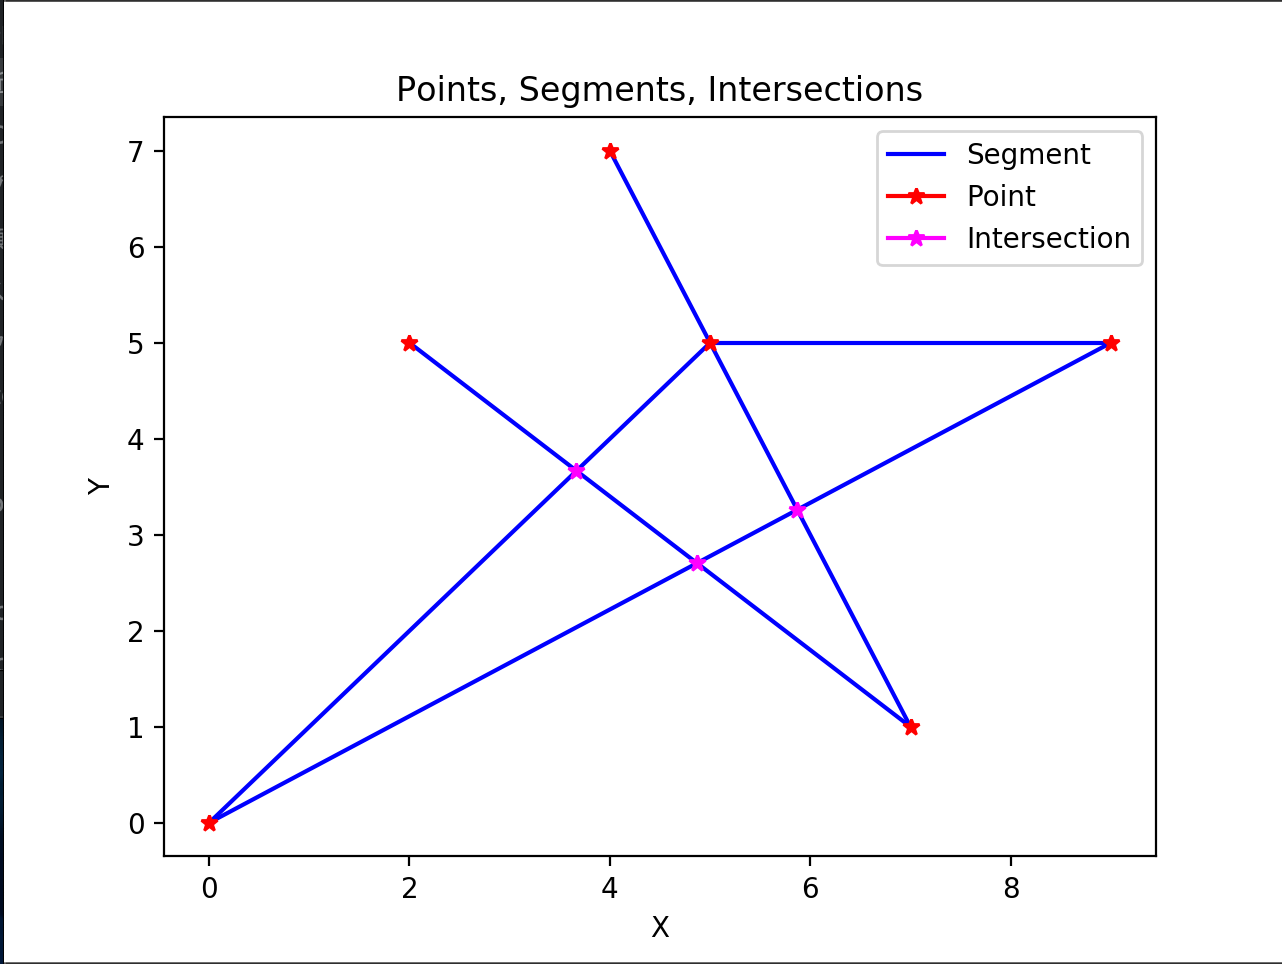 Points, Segments, Intersections
Segment
Point
Intersection
7
6
5
4
3
2
1
0
Y
0 2 4 6 8
X